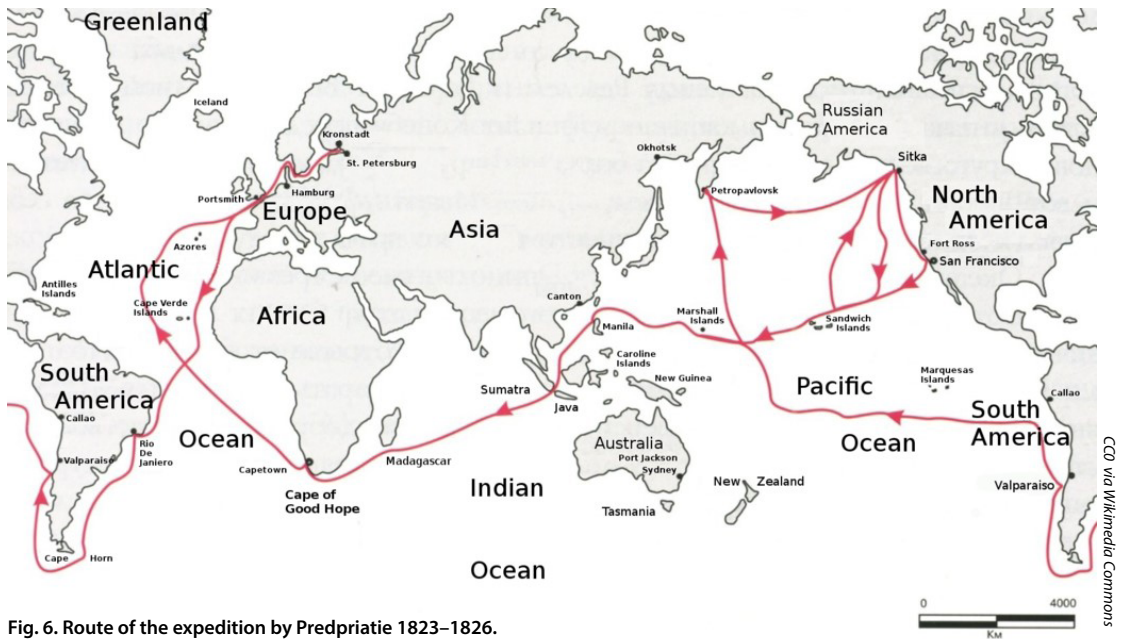 Greenland
Iceland
Kronstadt
St. Petersburg
Hamburg
Portsmith
Europe
Azores
Atlantic
Antilles
Islands
Cape Verde
Islands
Africa
Asia
Okhotsk
Petropavlovsk
Russian
America
Sitka
North
America
Fort Ross
San Francisco
Canton
Manila
Marshall
Islands
Sandwich
Islands
Caroline
Islands
New Guinea
Sumatra
Java
Pacific
Marquesas
Islands
South
America
Callao
Valparaiso
Rio
De
Janiero
Ocean
Capetown
Cape of
Good Hope
Madagascar
Indian
Ocean
Australia
Port Jackson
Sydney
Tasmania
New Zealand
Ocean
South
America
Callao
Valparaiso
Cape Horn
0 4000
Км
CC0 via Wikimedia Commons
Fig. 6. Route of the expedition by Predpriatie 1823–1826.